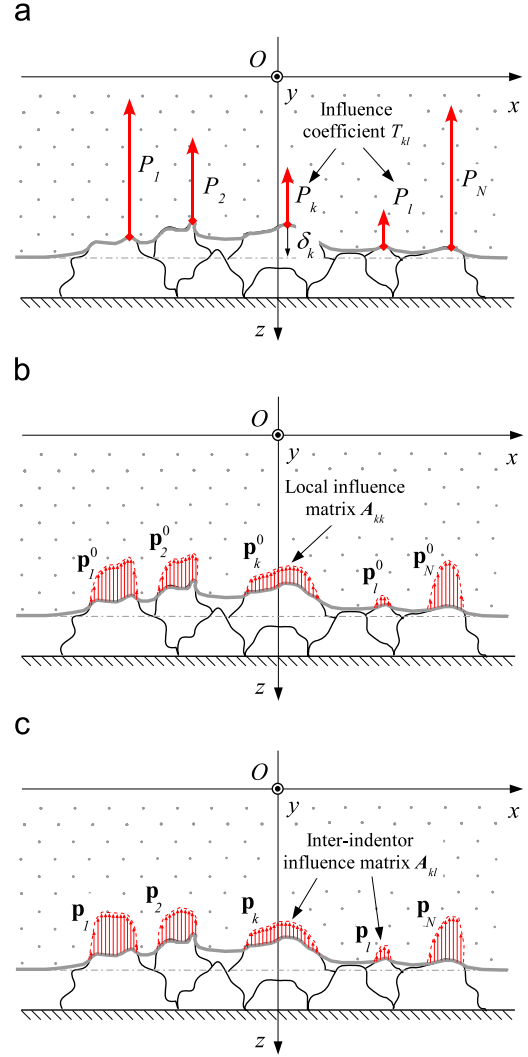 a
O
x
y
Influence
coefficient T_kl
P_1
P_2
P_k
P_l
P_N
δ_k
z
b
O
x
y
Local influence
matrix A_kk
p_1^0
p_2^0
p_k^0
p_l^0
p_N^0
z
c
O
x
y
Inter-indentor
influence matrix A_kl
p_1
p_2
p_k
p_l
p_N
z